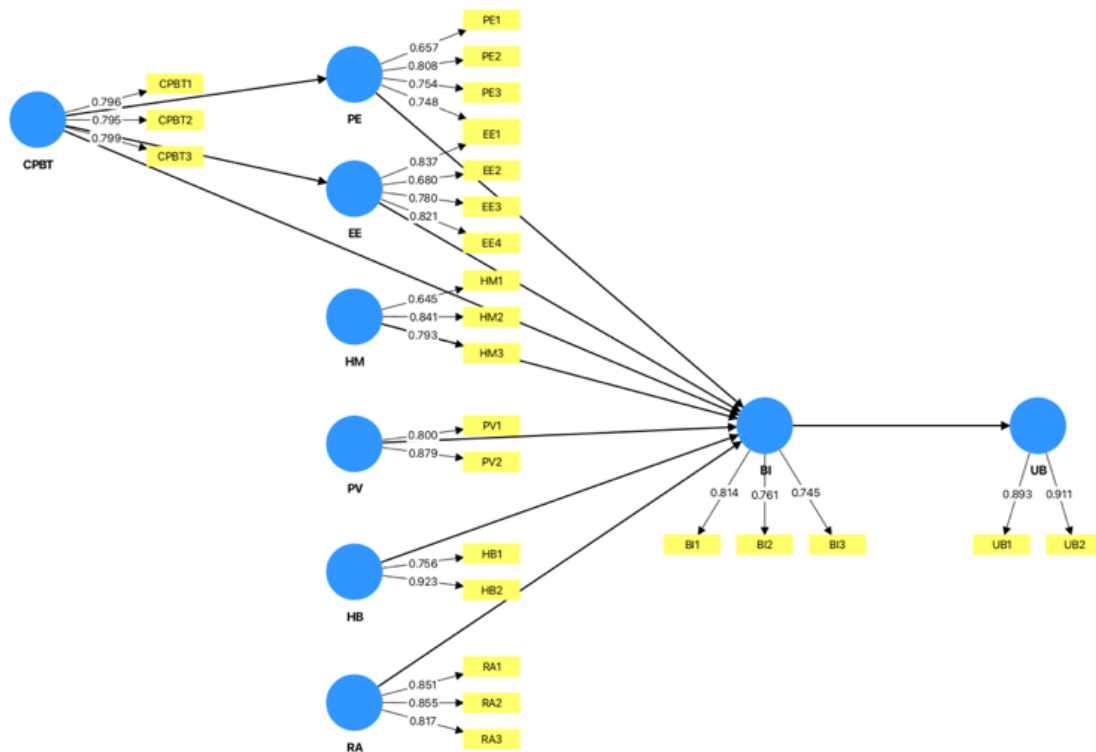 CPBT
0.796
0.795
0.799
CPBT1
CPBT2
CPBT3
PE
0.657
0.808
0.754
0.748
PE1
PE2
PE3
EE1
EE
0.837
0.680
0.780
0.821
EE2
EE3
EE4
HM
0.645
0.841
0.793
HM1
HM2
HM3
PV
0.800
0.879
PV1
PV2
HB
0.756
0.923
HB1
HB2
RA
0.851
0.855
0.817
RA1
RA2
RA3
BI
0.814
0.761
0.745
BI1
BI2
BI3
UB
0.893
0.911
UB1
UB2